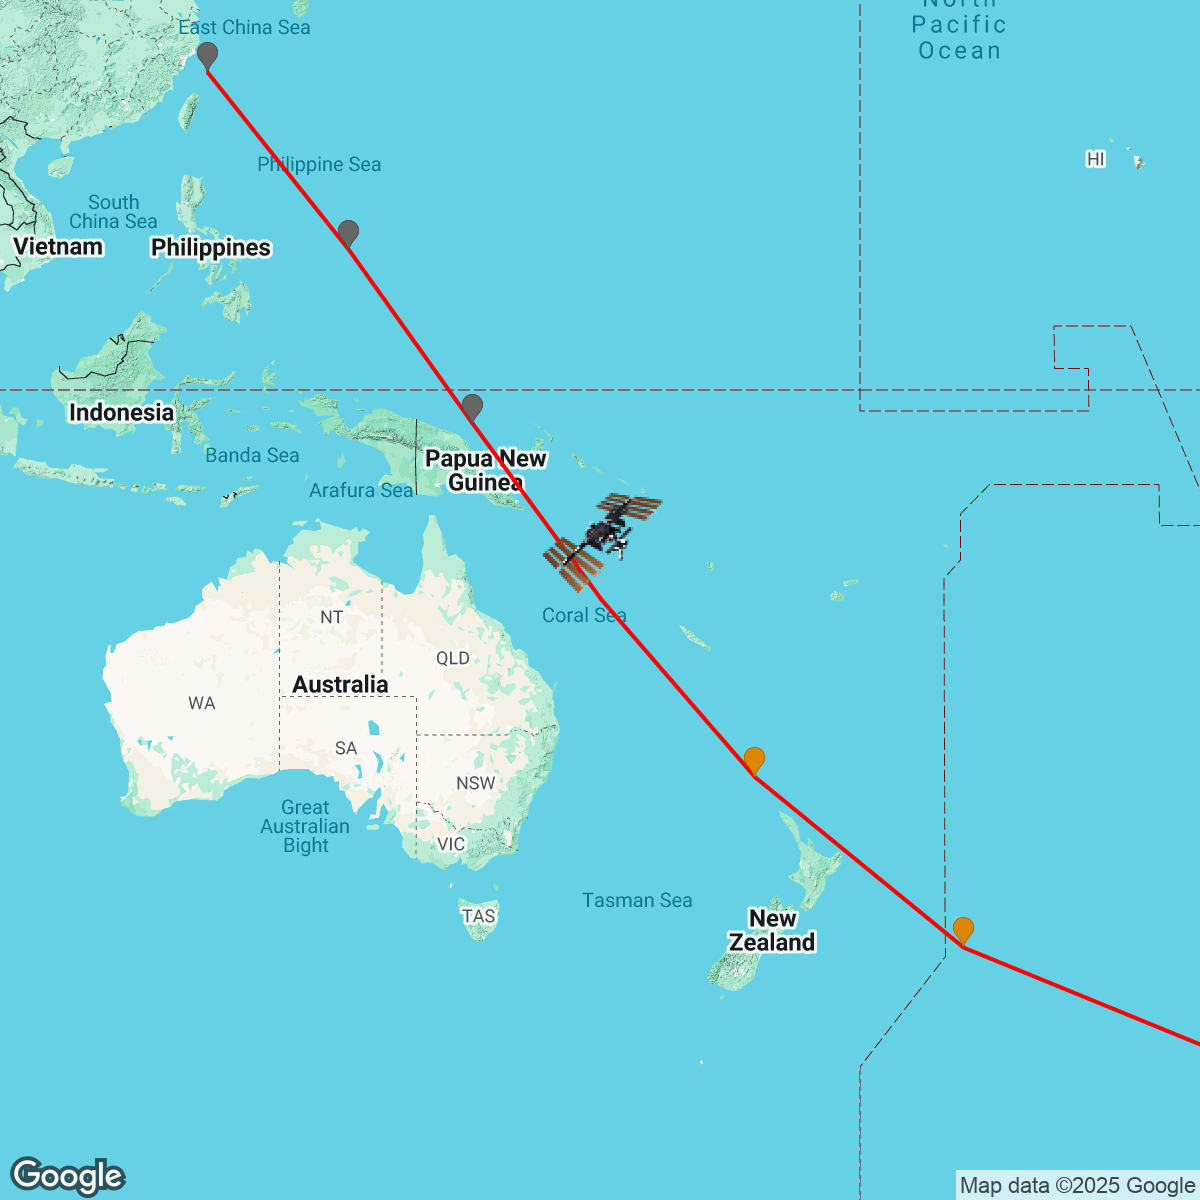 North
Pacific
Ocean
East China Sea
HI
Philippine Sea
South
China Sea
Vietnam
Philippines
Indonesia
Banda Sea
Papua New
Guinea
Arafura Sea
Coral Sea
NT
QLD
Australia
WA
SA
NSW
Great
Australian
Bight
VIC
Tasman Sea
TAS
New
Zealand
Google
Map data ©2025 Google